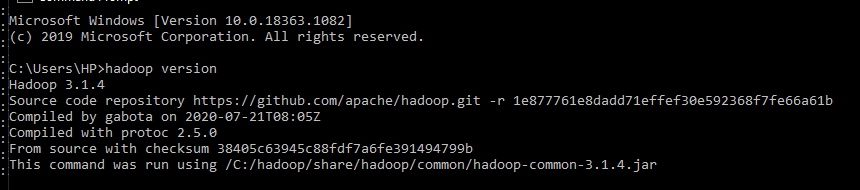 Microsoft Windows [Version 10.0.18363.1082]
(c) 2019 Microsoft Corporation. All rights reserved.
C:\Users\HP>hadoop version
Hadoop 3.1.4
Source code repository https://github.com/apache/hadoop.git -r 1e877761e8dadd71effef30e592368f7fe66a61b
Compiled by gabota on 2020-07-21T08:05Z
Compiled with protoc 2.5.0
From source with checksum 38405c63945c88fdf7a6fe391494799b
This command was run using /C:/hadoop/share/hadoop/common/hadoop-common-3.1.4.jar